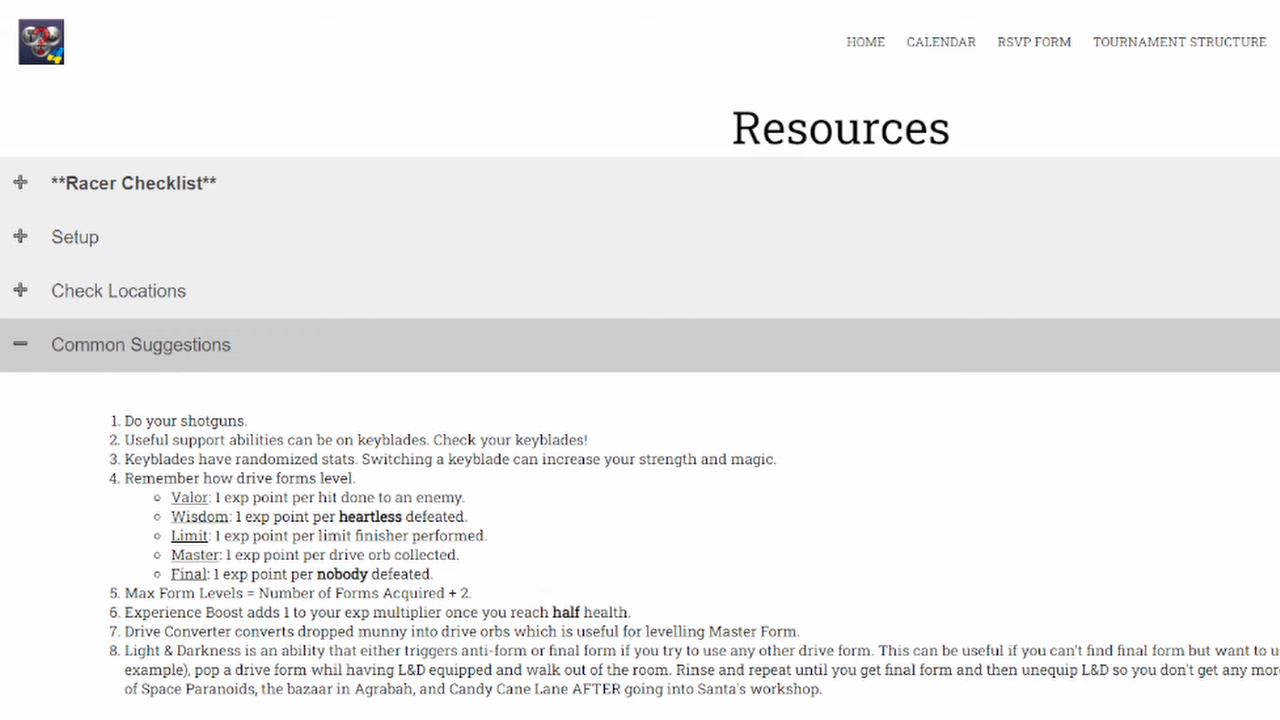 HOME CALENDAR RSVP FORM TOURNAMENT STRUCTURE
Resources
**Racer Checklist**
Setup
Check Locations
Common Suggestions
1. Do your shotguns.
2. Useful support abilities can be on keyblades. Check your keyblades!
3. Keyblades have randomized stats. Switching a keyblade can increase your strength and magic.
4. Remember how drive forms level.
Valor: 1 exp point per hit done to an enemy.
Wisdom: 1 exp point per heartless defeated.
Limit: 1 exp point per limit finisher performed.
Master: 1 exp point per drive orb collected.
Final: 1 exp point per nobody defeated.
5. Max Form Levels = Number of Forms Acquired + 2.
6. Experience Boost adds 1 to your exp multiplier once you reach half health.
7. Drive Converter converts dropped munny into drive orbs which is useful for levelling Master Form.
8. Light & Darkness is an ability that either triggers anti-form or final form if you try to use any other drive form. This can be useful if you can't find final form but want to u
example), pop a drive form whil having L&D equipped and walk out of the room. Rinse and repeat until you get final form and then unequip L&D so you don't get any mor
of Space Paranoids, the bazaar in Agrabah, and Candy Cane Lane AFTER going into Santa's workshop.